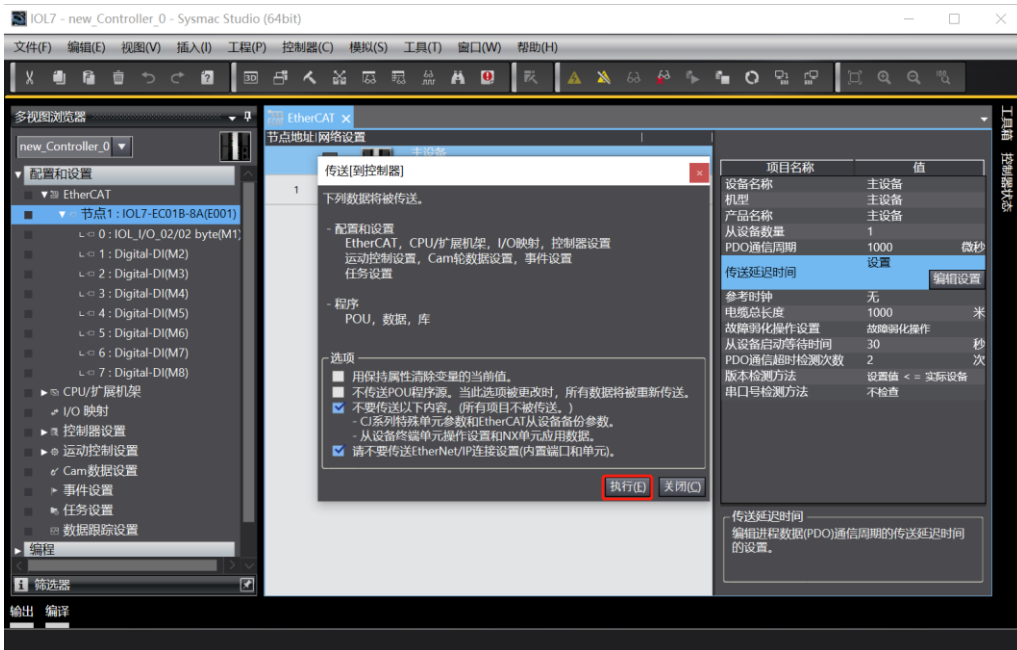 IOL7 - new_Controller_0 - Sysmac Studio (64bit)
文件(F) 编辑(E) 视图(V) 插入(I) 工程(P) 控制器(C) 模拟(S) 工具(T) 窗口(W) 帮助(H)
多视图浏览器
new_Controller_0
配置和设置
EtherCAT
节点1 : IOL7-EC01B-8A(E001)
0 : IOL_I/O_02/02 byte(M1)
1 : Digital-DI(M2)
2 : Digital-DI(M3)
3 : Digital-DI(M4)
4 : Digital-DI(M5)
5 : Digital-DI(M6)
6 : Digital-DI(M7)
7 : Digital-DI(M8)
CPU/扩展机架
I/O 映射
控制器设置
运动控制设置
Cam数据设置
事件设置
任务设置
数据跟踪设置
编程
筛选器
输出 编译
EtherCAT
节点地址 网络设置
主设备
1
传送[到控制器]
下列数据将被传送。
- 配置和设置
EtherCAT，CPU/扩展机架，I/O映射，控制器设置
运动控制设置，Cam轮数据设置，事件设置
任务设置
- 程序
POU，数据，库
选项
用保持属性清除变量的当前值。
不传送POU程序源。当此选项被更改时，所有数据将被重新传送。
不要传送以下内容。(所有项目不被传送。)
- CJ系列特殊单元参数和EtherCAT从设备备份参数。
- 从设备终端单元操作设置和NX单元应用数据。
请不要传送EtherNet/IP连接设置(内置端口和单元)。
执行(E) 关闭(C)
项目名称 值
设备名称 主设备
机型 主设备
产品名称 主设备
从设备数量 1
PDO通信周期 1000 微秒
传送延迟时间 设置
编辑设置
参考时钟 无
电缆总长度 1000 米
故障弱化操作设置 故障弱化操作
从设备启动等待时间 30 秒
PDO通信超时检测次数 2 次
版本检测方法 设置值 < = 实际设备
串口号检测方法 不检查
传送延迟时间
编辑进程数据(PDO)通信周期的传送延迟时间
的设置。
工具箱 控制器状态